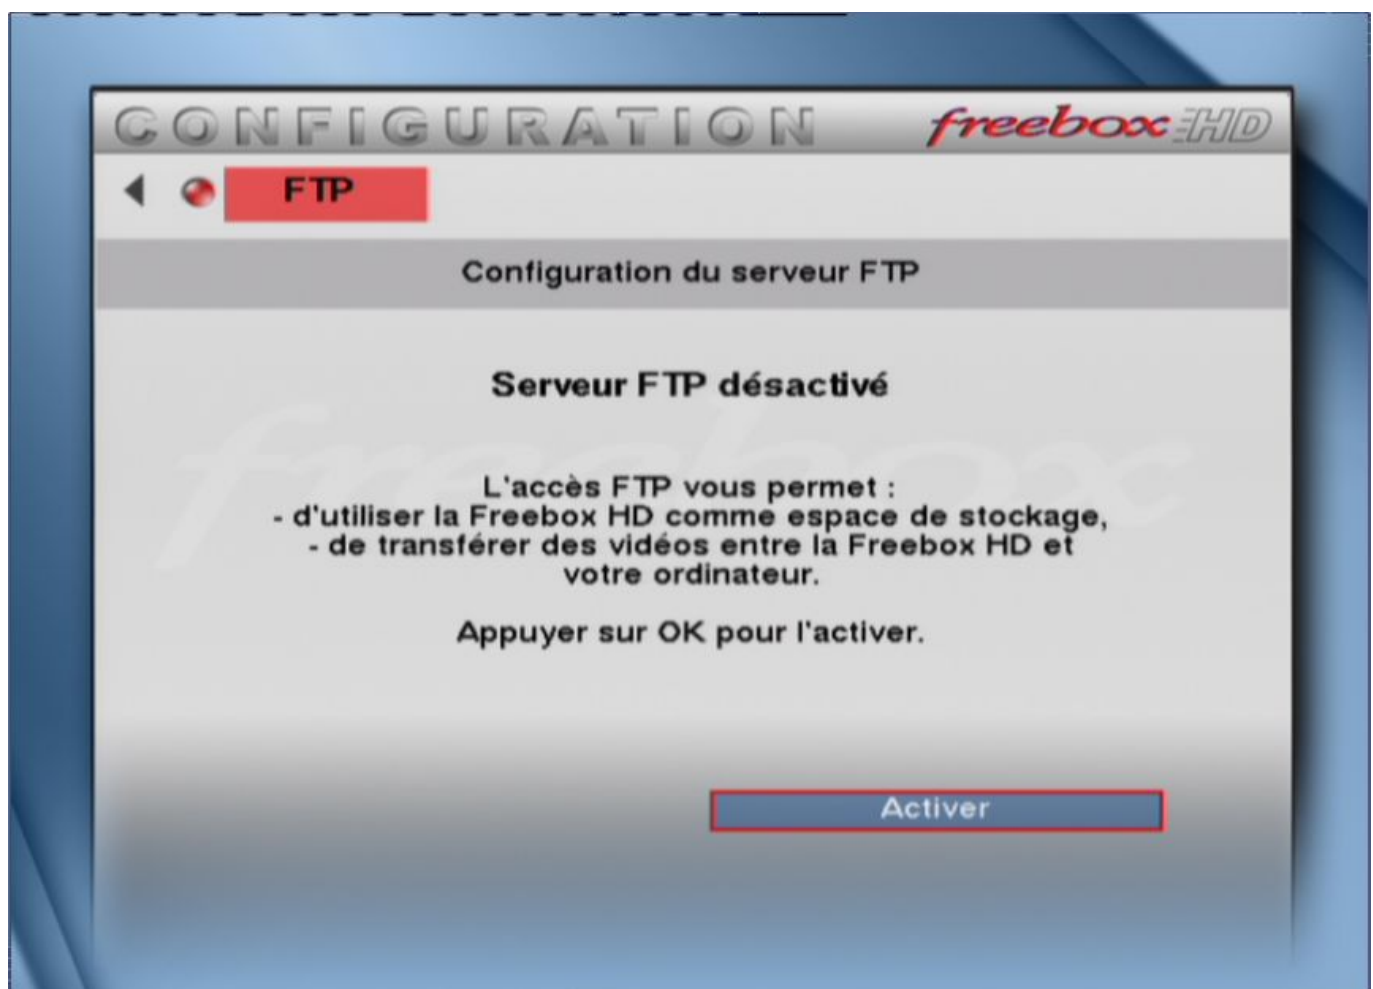 CONFIGURATION freebox HD
FTP
Configuration du serveur FTP
Serveur FTP désactivé
freebox
L'accès FTP vous permet :
- d'utiliser la Freebox HD comme espace de stockage,
- de transférer des vidéos entre la Freebox HD et
votre ordinateur.
Appuyer sur OK pour l'activer.
Activer